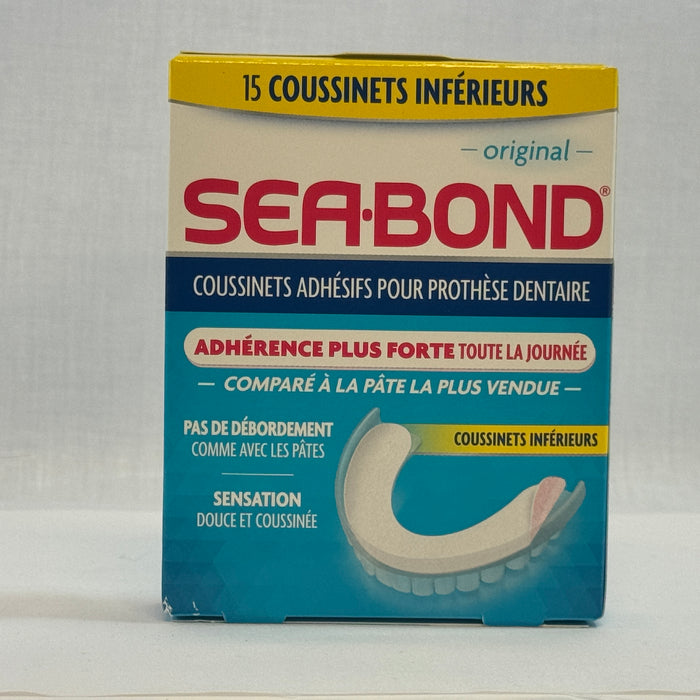 15 COUSSINETS INFÉRIEURS
– original –
SEA·BOND®
COUSSINETS ADHÉSIFS POUR PROTHÈSE DENTAIRE
ADHÉRENCE PLUS FORTE TOUTE LA JOURNÉE
— COMPARÉ À LA PÂTE LA PLUS VENDUE —
PAS DE DÉBORDEMENT
COMME AVEC LES PÂTES
COUSSINETS INFÉRIEURS
SENSATION
DOUCE ET COUSSINÉE